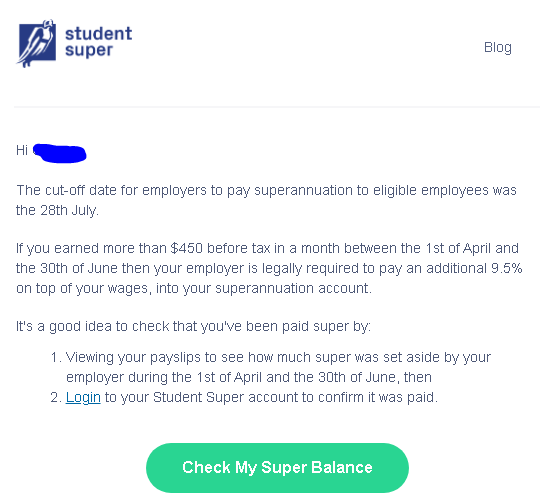 student
super
Blog
Hi
The cut-off date for employers to pay superannuation to eligible employees was
the 28th July.
If you earned more than $450 before tax in a month between the 1st of April and
the 30th of June then your employer is legally required to pay an additional 9.5%
on top of your wages, into your superannuation account.
It's a good idea to check that you've been paid super by:
1. Viewing your payslips to see how much super was set aside by your
employer during the 1st of April and the 30th of June, then
2. Login to your Student Super account to confirm it was paid.
Check My Super Balance